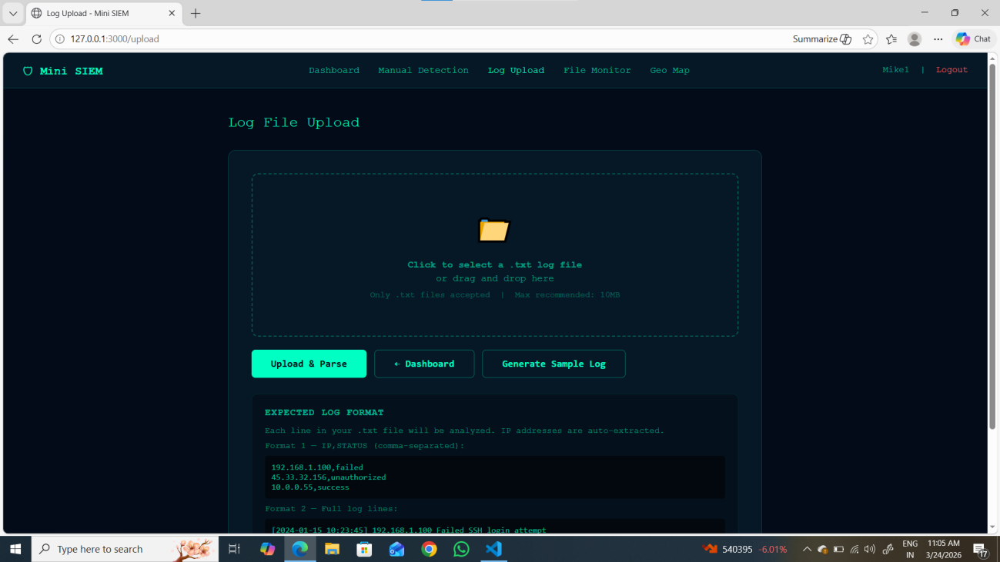 Log Upload - Mini SIEM
127.0.0.1:3000/upload
Summarize
Chat
Mini SIEM
Dashboard
Manual Detection
Log Upload
File Monitor
Geo Map
Mike1 | Logout
Log File Upload
Click to select a .txt log file
or drag and drop here
Only .txt files accepted | Max recommended: 10MB
Upload & Parse
← Dashboard
Generate Sample Log
EXPECTED LOG FORMAT
Each line in your .txt file will be analyzed. IP addresses are auto-extracted.
Format 1 — IP,STATUS (comma-separated):
192.168.1.100,failed
45.33.32.156,unauthorized
10.0.0.55,success
Format 2 — Full log lines:
[2024-01-15 10:23:45] 192.168.1.100 Failed SSH login attempt
Type here to search
540395 -6.01%
ENG
IN
11:05 AM
3/24/2026
17